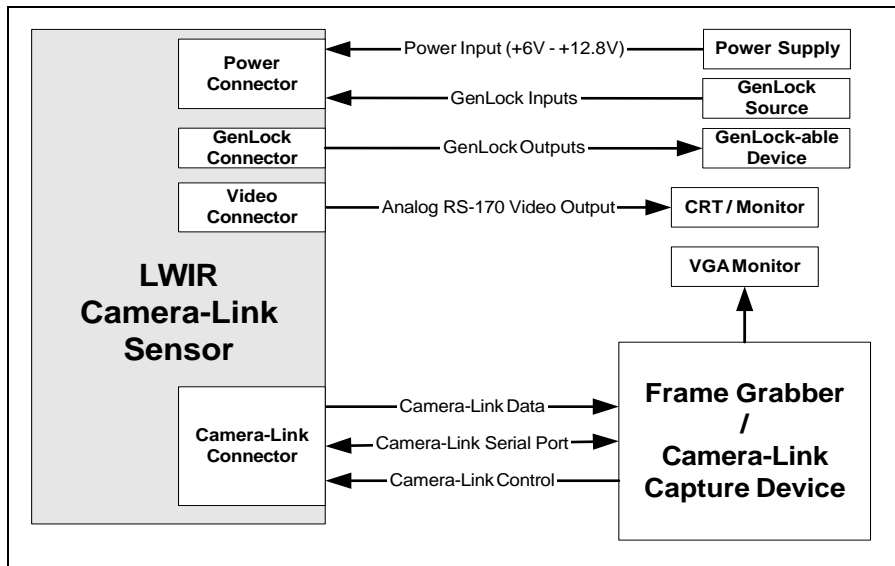 Power
Connector
Power Input (+6V - +12.8V)
Power Supply
GenLock Inputs
GenLock
Source
GenLock
Connector
GenLock Outputs
GenLock-able
Device
Video
Connector
Analog RS-170 Video Output
CRT / Monitor
VGA Monitor
LWIR
Camera-Link
Sensor
Camera-Link
Connector
Camera-Link Data
Camera-Link Serial Port
Camera-Link Control
Frame Grabber
/
Camera-Link
Capture Device